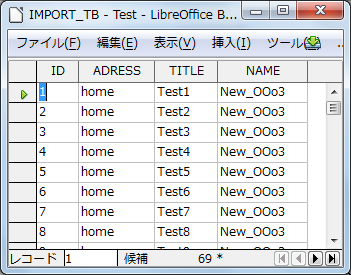 IMPORT_TB - Test - LibreOffice B...
ファイル(F) 編集(E) 表示(V) 挿入(I) ツール(
ID ADRESS TITLE NAME
1 home Test1 New_OOo3
2 home Test2 New_OOo3
3 home Test3 New_OOo3
4 home Test4 New_OOo3
5 home Test5 New_OOo3
6 home Test6 New_OOo3
7 home Test7 New_OOo3
8 home Test8 New_OOo3
レコード 1 候補 69 *